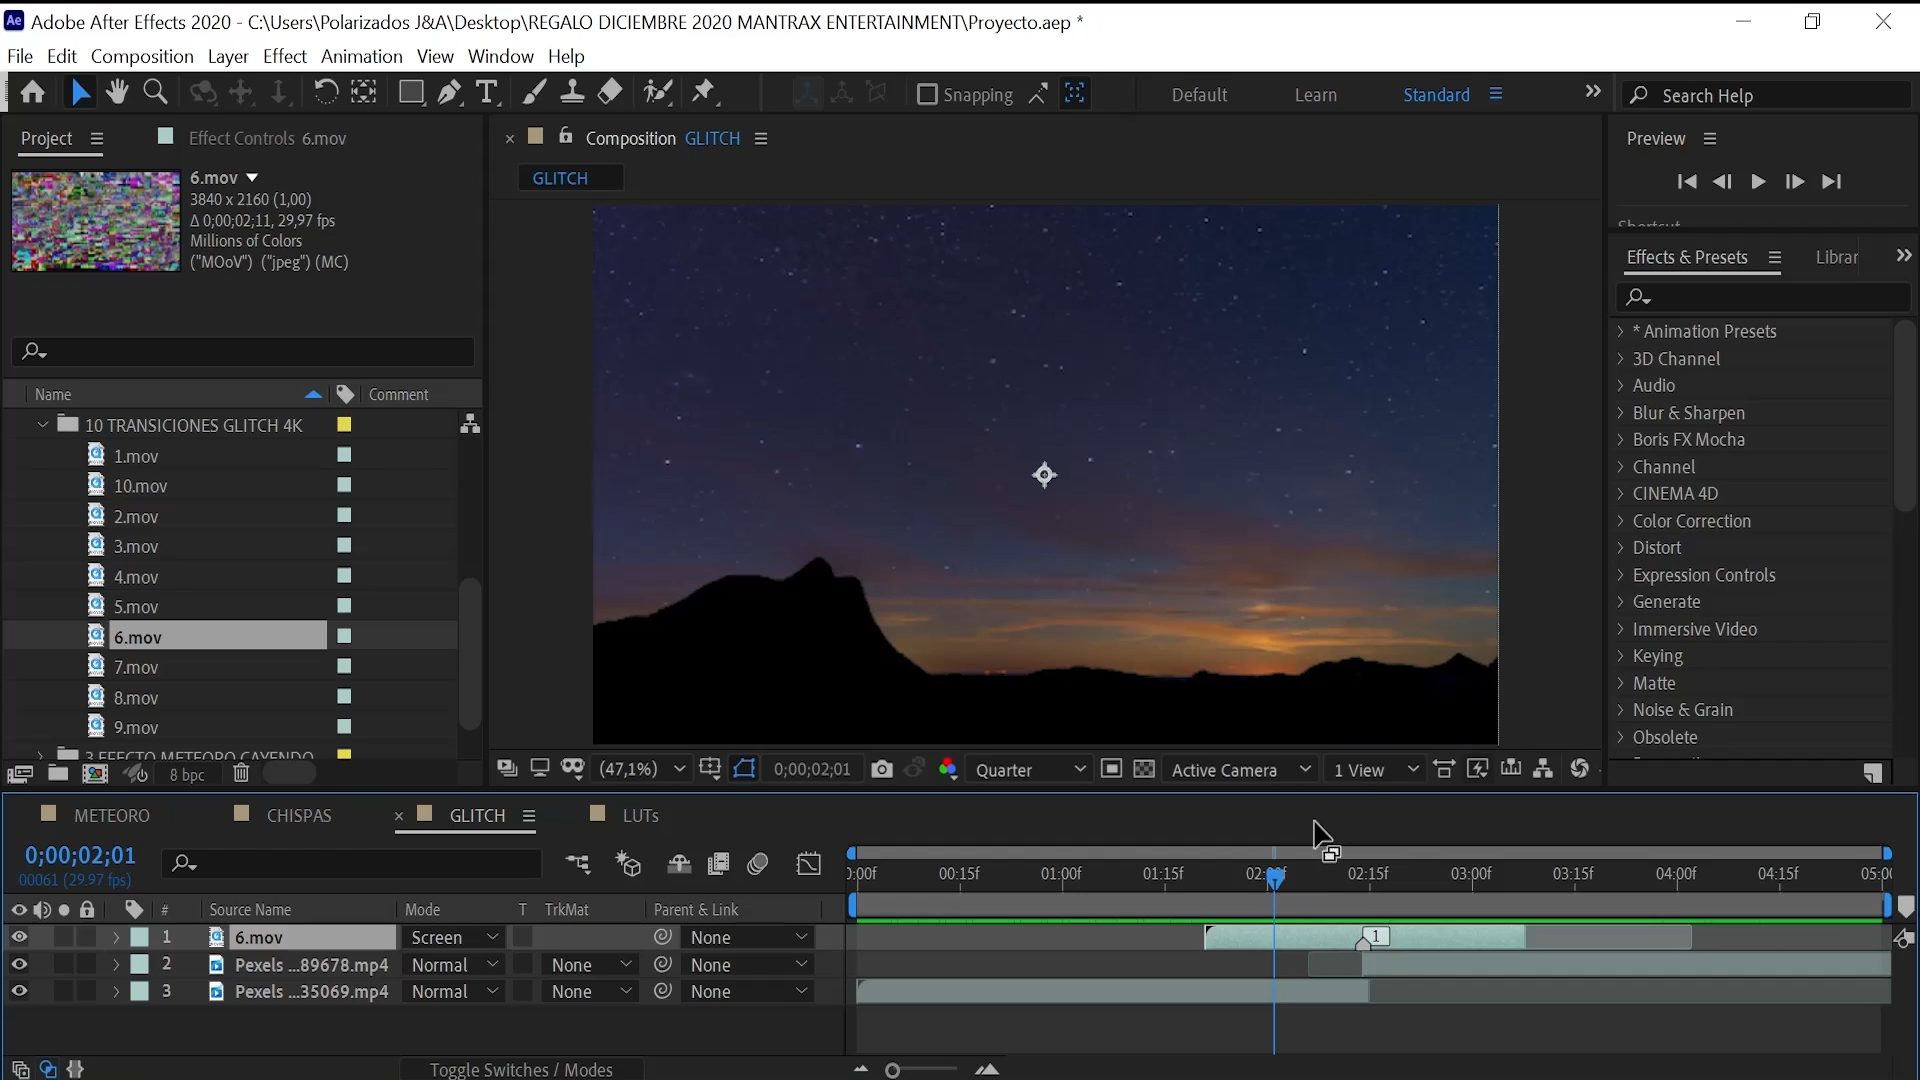 Ae Adobe After Effects 2020 - C:\Users\Polarizados J&A\Desktop\REGALO DICIEMBRE 2020 MANTRAX ENTERTAINMENT\Proyecto.aep *
File Edit Composition Layer Effect Animation View Window Help
Snapping Default Learn Standard Search Help
Project Effect Controls 6.mov
Composition GLITCH
Preview
6.mov
3840 x 2160 (1,00)
Δ 0;00;02;11, 29,97 fps
Millions of Colors
("MOoV") ("jpeg") (MC)
GLITCH
Shortcut
Effects & Presets Librar
Name Comment
10 TRANSICIONES GLITCH 4K
1.mov
10.mov
2.mov
3.mov
4.mov
5.mov
6.mov
7.mov
8.mov
9.mov
3 EFECTO METEORO CAYENDO
8 bpc
* Animation Presets
3D Channel
Audio
Blur & Sharpen
Boris FX Mocha
Channel
CINEMA 4D
Color Correction
Distort
Expression Controls
Generate
Immersive Video
Keying
Matte
Noise & Grain
Obsolete
(47,1%) 0;00;02;01 Quarter Active Camera 1 View
METEORO CHISPAS GLITCH LUTs
0;00;02;01
00061 (29.97 fps)
0:00f 00:15f 01:00f 01:15f 02:15f 03:00f 03:15f 04:00f 04:15f 05:00
# Source Name Mode T TrkMat Parent & Link
1 6.mov Screen None 1
2 Pexels ...89678.mp4 Normal None None
3 Pexels ...35069.mp4 Normal None None
Toggle Switches / Modes